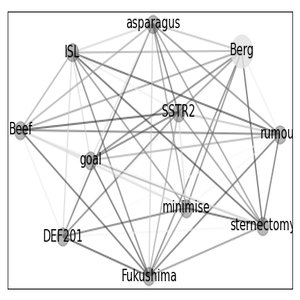 asparagus
ISL
Berg
SSTR2
Beef
rumou
goal
minimise
DEF201
sternectomy
Fukushima